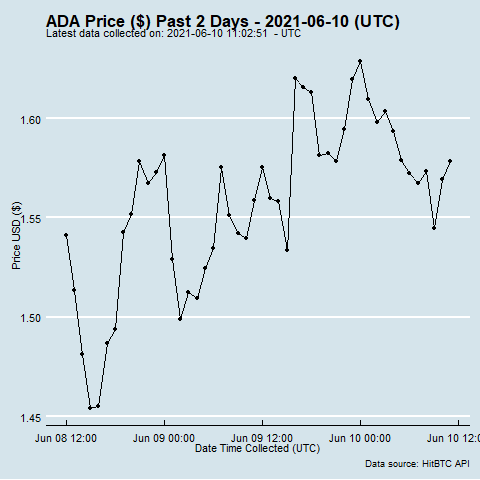 ADA Price ($) Past 2 Days - 2021-06-10 (UTC)
Latest data collected on: 2021-06-10 11:02:51 - UTC
1.60
1.55
1.50
1.45
Price USD ($)
Jun 08 12:00 Jun 09 00:00 Jun 09 12:00 Jun 10 00:00 Jun 10 12:0
Date Time Collected (UTC)
Data source: HitBTC API